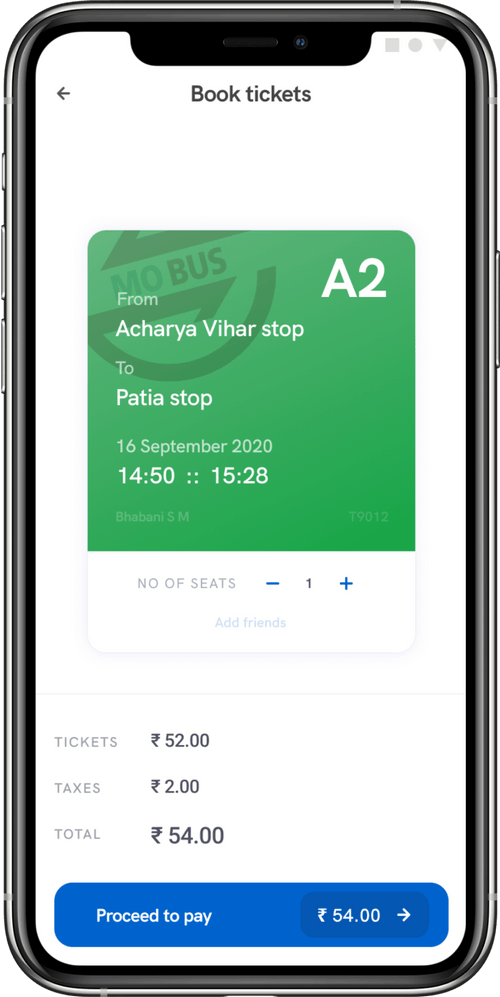 Book tickets
MO BUS
A2
From
Acharya Vihar stop
To
Patia stop
16 September 2020
14:50 :: 15:28
Bhabani S M T9012
NO OF SEATS − 1 +
Add friends
TICKETS ₹ 52.00
TAXES ₹ 2.00
TOTAL ₹ 54.00
Proceed to pay ₹ 54.00 →